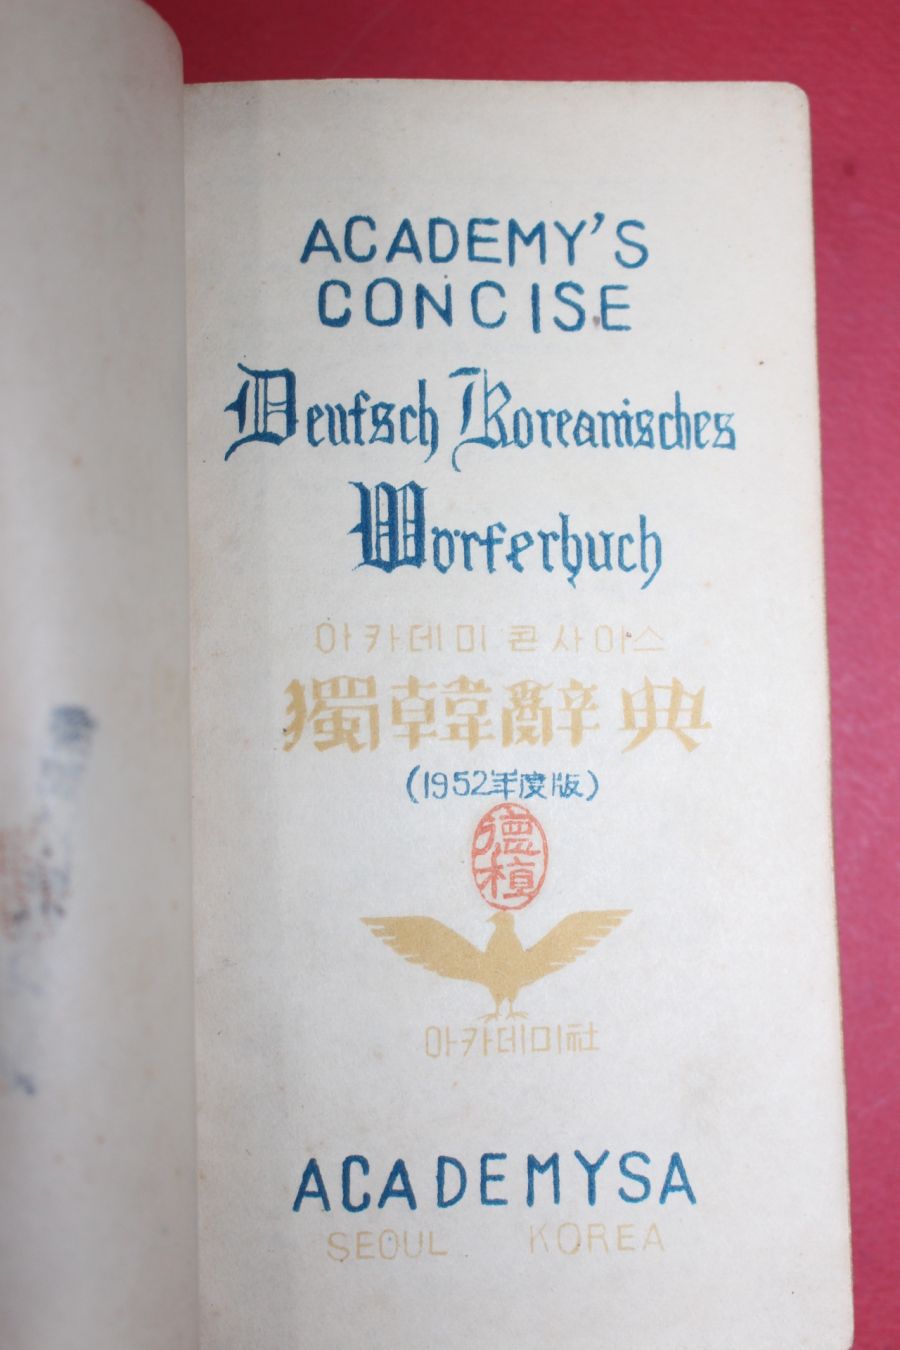 ACADEMY'S
CONCISE
Deutsch Koreanisches
Wörterbuch
아카데미 콘사이스
獨韓辭典
(1952年度版)
德楨
아카데미社
ACADEMYSA
SEOUL KOREA